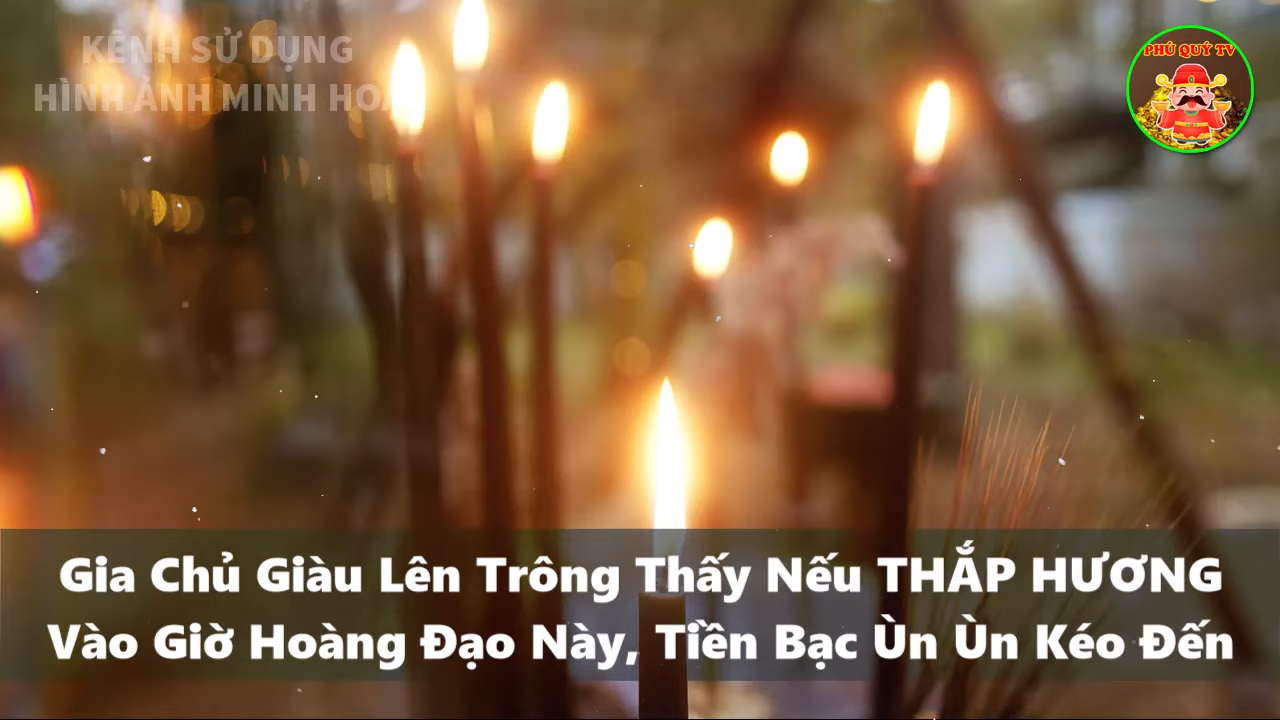 KÊNH SỬ DỤNG
HÌNH ẢNH MINH HOẠ
PHÚ QUÝ TV
Gia Chủ Giàu Lên Trông Thấy Nếu THẮP HƯƠNG
Vào Giờ Hoàng Đạo Này, Tiền Bạc Ùn Ùn Kéo Đến